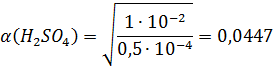 α(H₂SO₄) = √((1 · 10⁻²)/(0,5 · 10⁻⁴)) = 0,0447